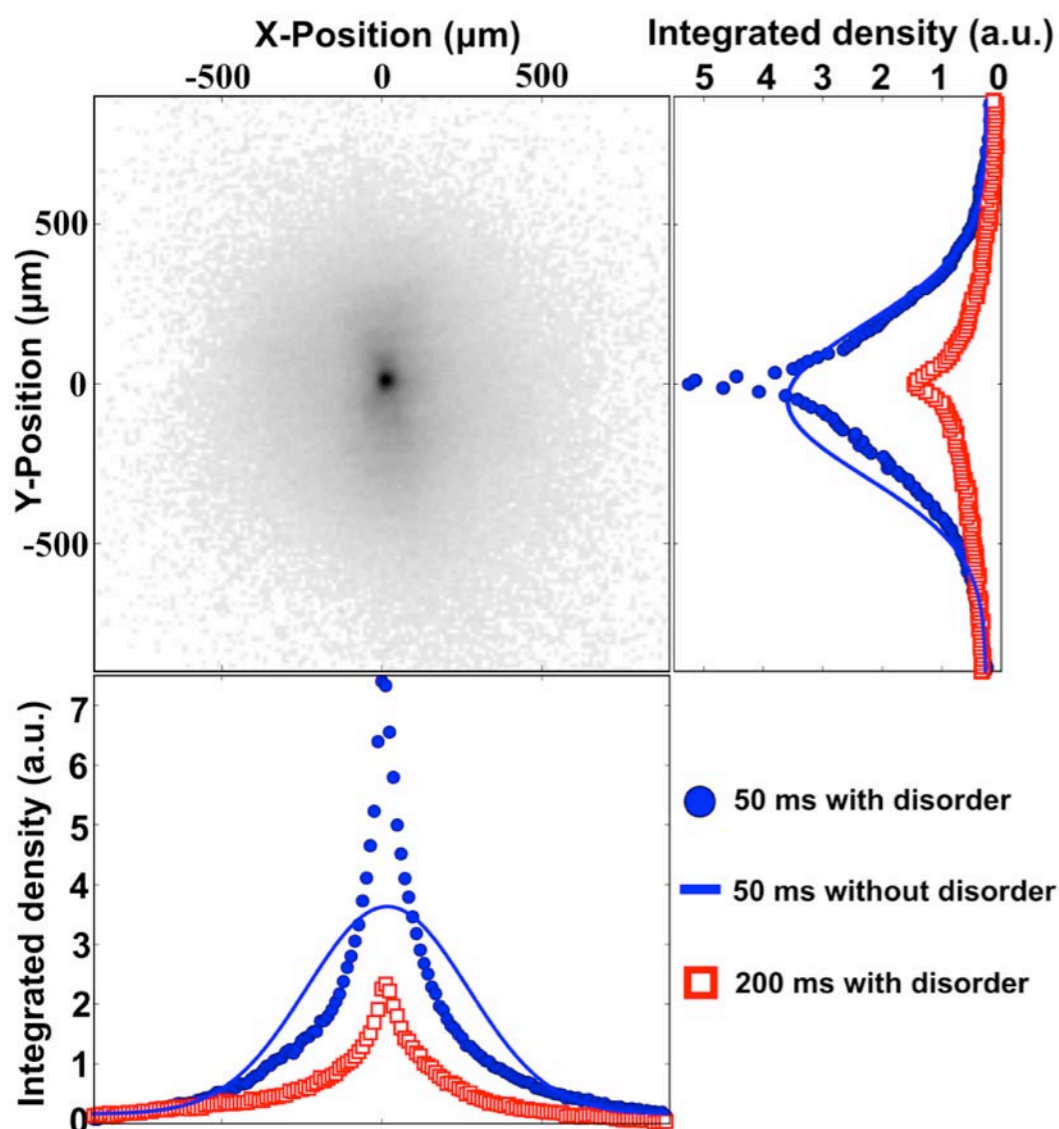 X-Position (µm)
-500 0 500
Integrated density (a.u.)
5 4 3 2 1 0
Y-Position (µm)
500
0
-500
Integrated density (a.u.)
7
6
5
4
3
2
1
0
50 ms with disorder
50 ms without disorder
200 ms with disorder